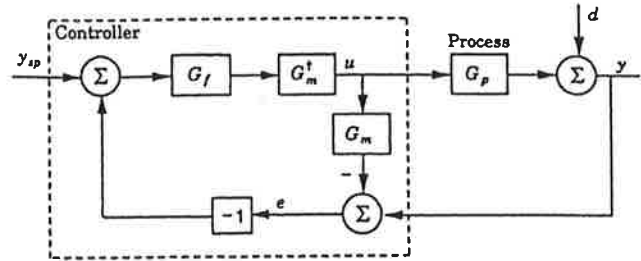 Controller
d
y_sp
Σ
G_f
G_m^†
u
Process
G_p
Σ
y
G_m
−
−1
e
Σ